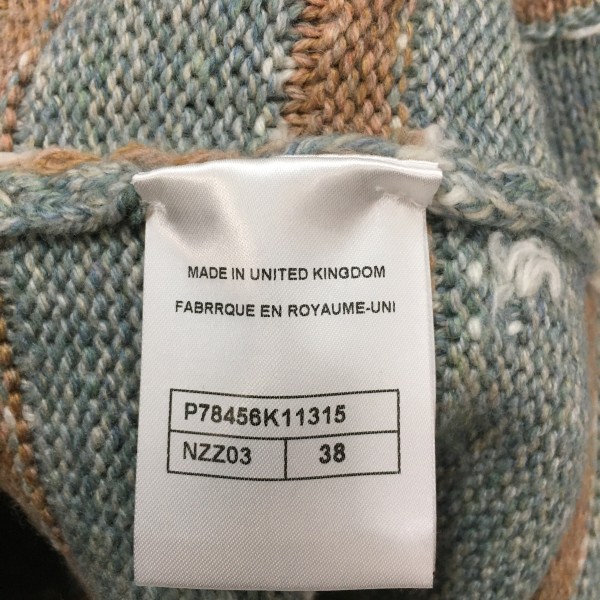 MADE IN UNITED KINGDOM
FABRRQUE EN ROYAUME-UNI
P78456K11315
NZZ03 38